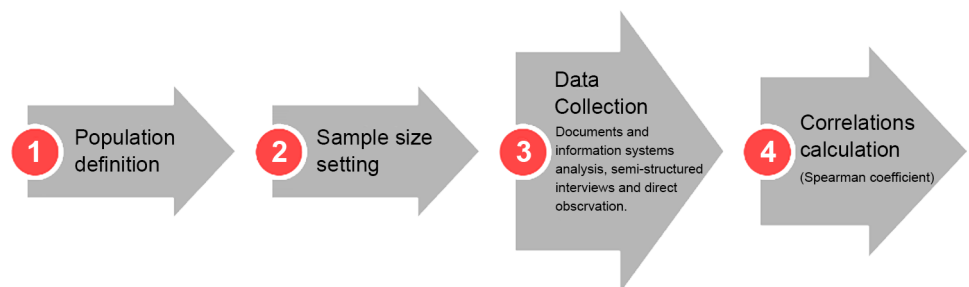 1
Population
definition
2
Sample size
setting
3
Data
Collection
Documents and
information systems
analysis, semi-structured
interviews and direct
obscrvation.
4
Correlations
calculation
(Spearman coefficient)